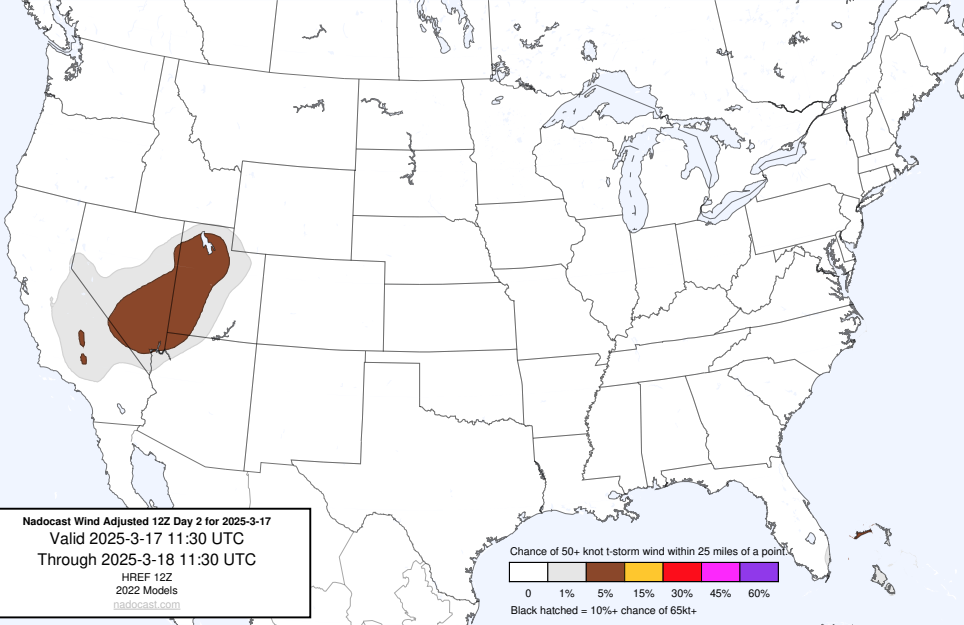 Nadocast Wind Adjusted 12Z Day 2 for 2025-3-17
Valid 2025-3-17 11:30 UTC
Through 2025-3-18 11:30 UTC
HREF 12Z
2022 Models
nadocast.com
Chance of 50+ knot t-storm wind within 25 miles of a point.
0 1% 5% 15% 30% 45% 60%
Black hatched = 10%+ chance of 65kt+